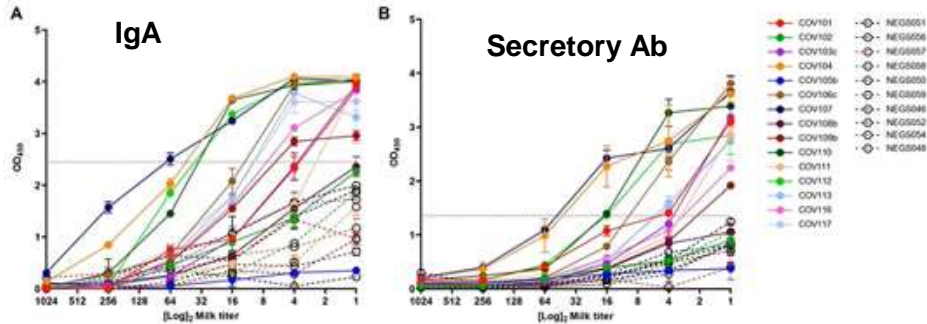 A
IgA
5
4
3
2
1
0
OD450
1024 512 256 128 64 32 16 8 4 2 1
[Log]2 Milk titer
B
Secretory Ab
5
4
3
2
1
0
OD450
1024 512 256 128 64 32 16 8 4 2 1
[Log]2 Milk titer
COV101
COV102
COV103c
COV104
COV105b
COV106c
COV107
COV108b
COV109b
COV110
COV111
COV112
COV113
COV116
COV117
NEGS051
NEGS056
NEGS057
NEGS058
NEGS050
NEGS059
NEGS046
NEGS052
NEGS054
NEGS048